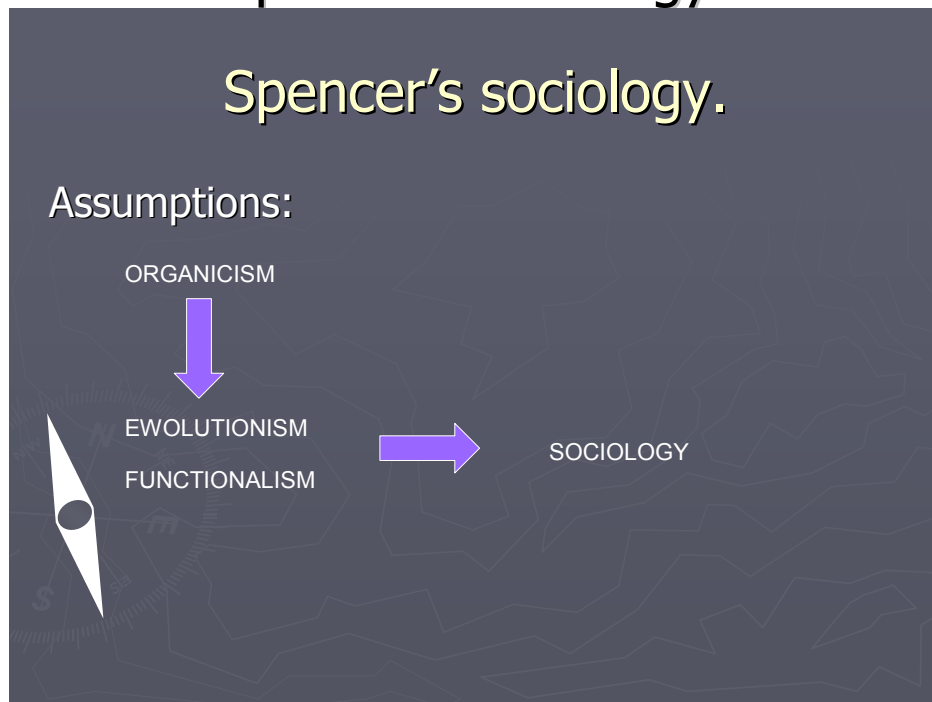 Spencer's sociology.
Assumptions:
ORGANICISM
EWOLUTIONISM
FUNCTIONALISM
SOCIOLOGY
N
E
S